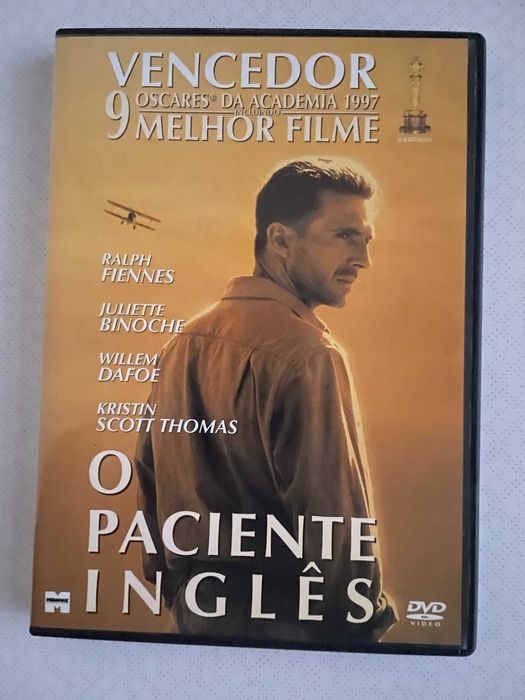 VENCEDOR
9 OSCARES® DA ACADEMIA 1997
INCLUINDO
MELHOR FILME
RALPH
FIENNES
JULIETTE
BINOCHE
WILLEM
DAFOE
KRISTIN
SCOTT THOMAS
O
PACIENTE
INGLÊS
MIRAMAX
DVD
VIDEO